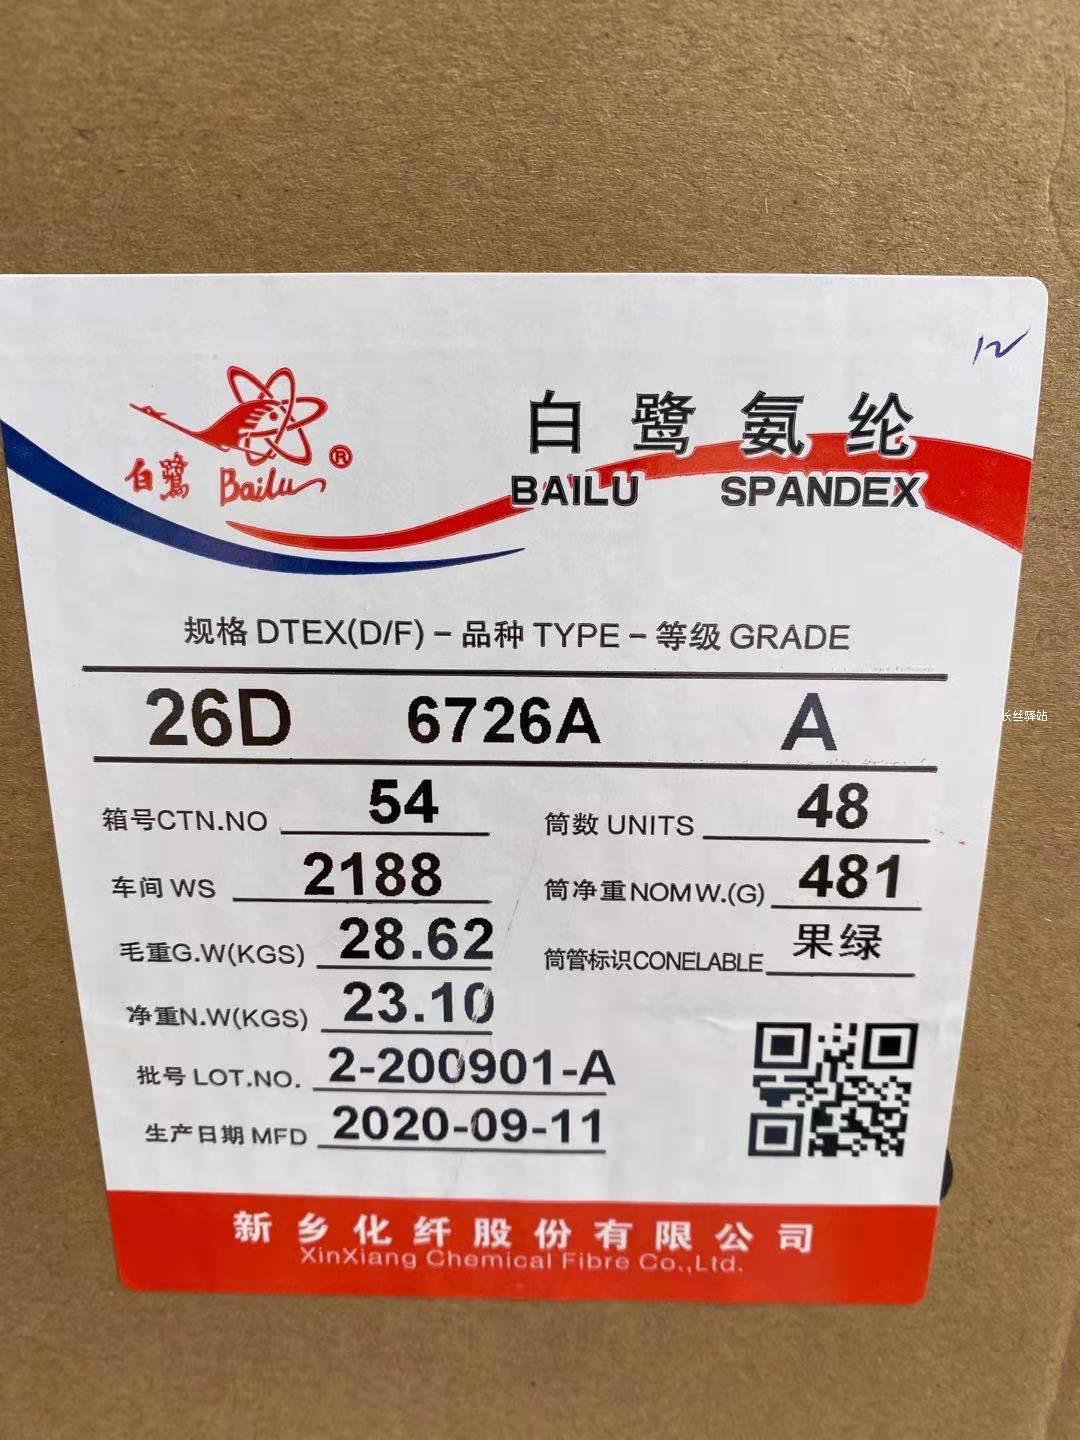 12
白鹭 Bailu ®
白鹭氨纶
BAILU SPANDEX
规格 DTEX(D/F) - 品种 TYPE - 等级 GRADE
26D 6726A A
箱号CTN.NO 54 筒数 UNITS 48
车间 WS 2188 筒净重NOMW.(G) 481
毛重G.W(KGS) 28.62 筒管标识CONELABLE 果绿
净重N.W(KGS) 23.10
批号 LOT.NO. 2-200901-A
生产日期 MFD 2020-09-11
新乡化纤股份有限公司
XinXiang Chemical Fibre Co.,Ltd.
长丝驿站